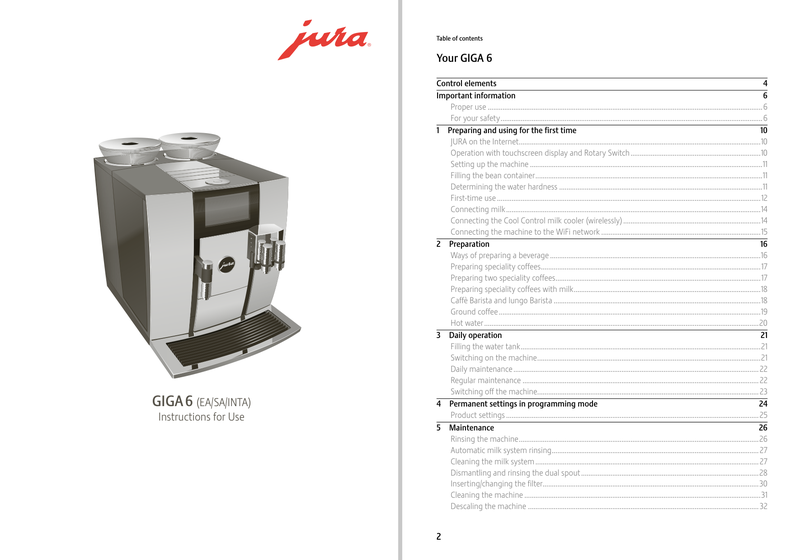 jura
jura
GIGA 6 (EA/SA/INTA)
Instructions for Use
Table of contents
Your GIGA 6
Control elements 4
Important information 6
Proper use 6
For your safety 6
1 Preparing and using for the first time 10
JURA on the Internet 10
Operation with touchscreen display and Rotary Switch 10
Setting up the machine 11
Filling the bean container 11
Determining the water hardness 11
First-time use 12
Connecting milk 14
Connecting the Cool Control milk cooler (wirelessly) 14
Connecting the machine to the WiFi network 15
2 Preparation 16
Ways of preparing a beverage 16
Preparing speciality coffees 17
Preparing two speciality coffees 17
Preparing speciality coffees with milk 18
Caffè Barista and lungo Barista 18
Ground coffee 19
Hot water 20
3 Daily operation 21
Filling the water tank 21
Switching on the machine 21
Daily maintenance 22
Regular maintenance 22
Switching off the machine 23
4 Permanent settings in programming mode 24
Product settings 25
5 Maintenance 26
Rinsing the machine 26
Automatic milk system rinsing 27
Cleaning the milk system 27
Dismantling and rinsing the dual spout 28
Inserting/changing the filter 30
Cleaning the machine 31
Descaling the machine 32
2